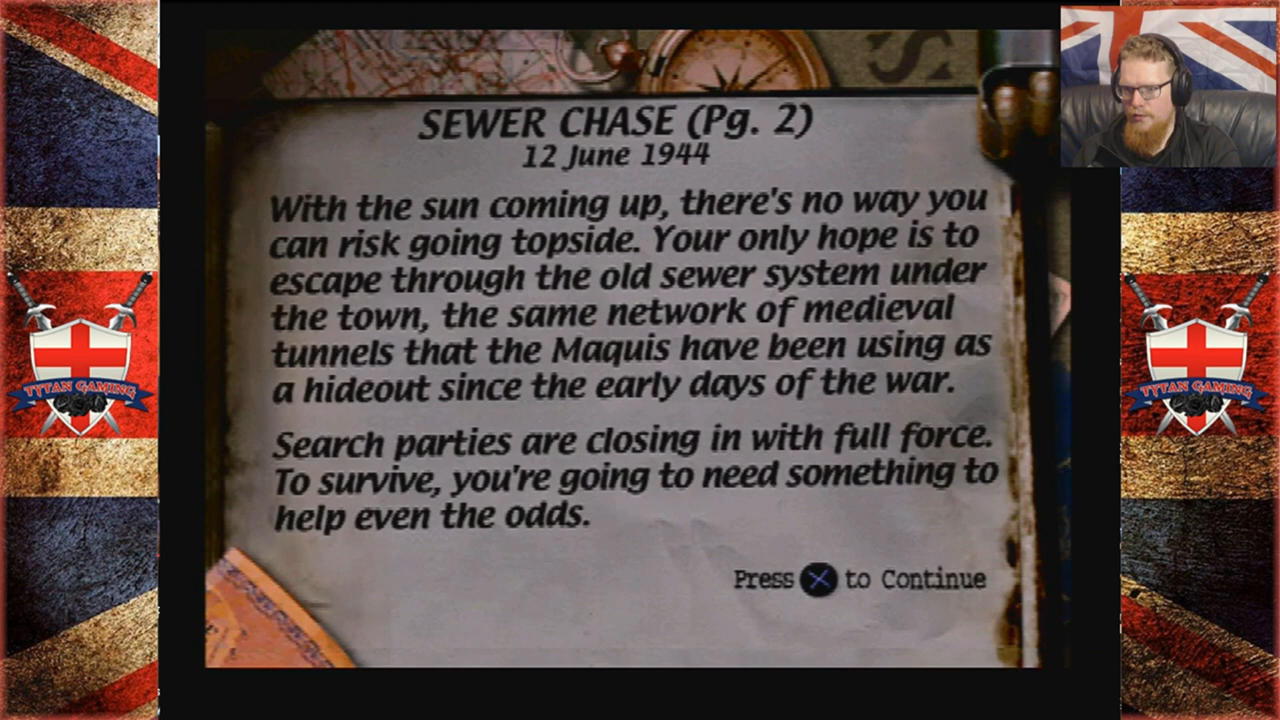 SEWER CHASE (Pg. 2)
12 June 1944
With the sun coming up, there's no way you
can risk going topside. Your only hope is to
escape through the old sewer system under
the town, the same network of medieval
tunnels that the Maquis have been using as
a hideout since the early days of the war.
Search parties are closing in with full force.
To survive, you're going to need something to
help even the odds.
Press X to Continue
TYTAN GAMING
TYTAN GAMING